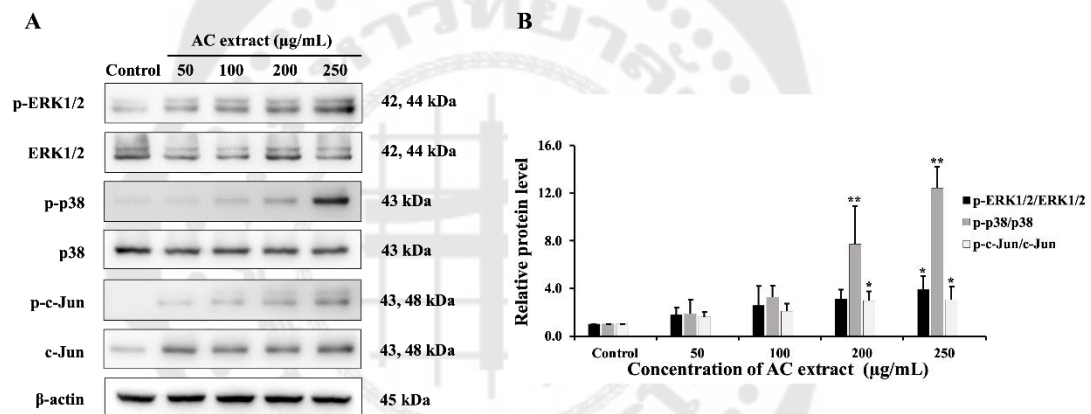 A
AC extract (μg/mL)
Control 50 100 200 250
p-ERK1/2 42, 44 kDa
ERK1/2 42, 44 kDa
p-p38 43 kDa
p38 43 kDa
p-c-Jun 43, 48 kDa
c-Jun 43, 48 kDa
β-actin 45 kDa
B
Relative protein level
16.0
12.0
8.0
4.0
0.0
** **
* * *
p-ERK1/2/ERK1/2
p-p38/p38
p-c-Jun/c-Jun
Control 50 100 200 250
Concentration of AC extract (μg/mL)